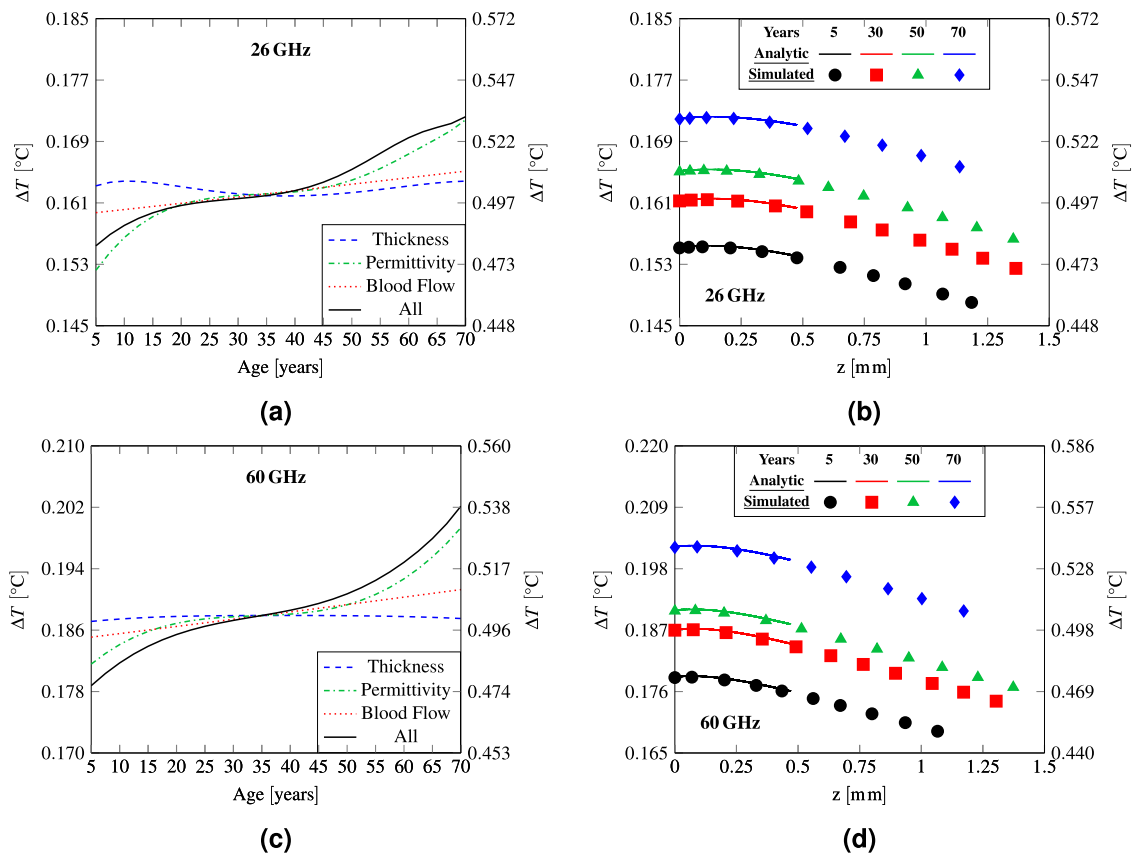 26 GHz
0.185 0.572
0.177 0.547
0.169 0.522
0.161 0.497
0.153 0.473
0.145 0.448
ΔT [°C]
ΔT [°C]
Thickness
Permittivity
Blood Flow
All
5 10 15 20 25 30 35 40 45 50 55 60 65 70
Age [years]
(a)
Years 5 30 50 70
Analytic
Simulated
0.185 0.572
0.177 0.547
0.169 0.522
0.161 0.497
0.153 0.473
0.145 0.448
ΔT [°C]
ΔT [°C]
26 GHz
0 0.25 0.5 0.75 1 1.25 1.5
z [mm]
(b)
60 GHz
0.210 0.560
0.202 0.538
0.194 0.517
0.186 0.496
0.178 0.474
0.170 0.453
ΔT [°C]
ΔT [°C]
Thickness
Permittivity
Blood Flow
All
5 10 15 20 25 30 35 40 45 50 55 60 65 70
Age [years]
(c)
Years 5 30 50 70
Analytic
Simulated
0.220 0.586
0.209 0.557
0.198 0.528
0.187 0.498
0.176 0.469
0.165 0.440
ΔT [°C]
ΔT [°C]
60 GHz
0 0.25 0.5 0.75 1 1.25 1.5
z [mm]
(d)